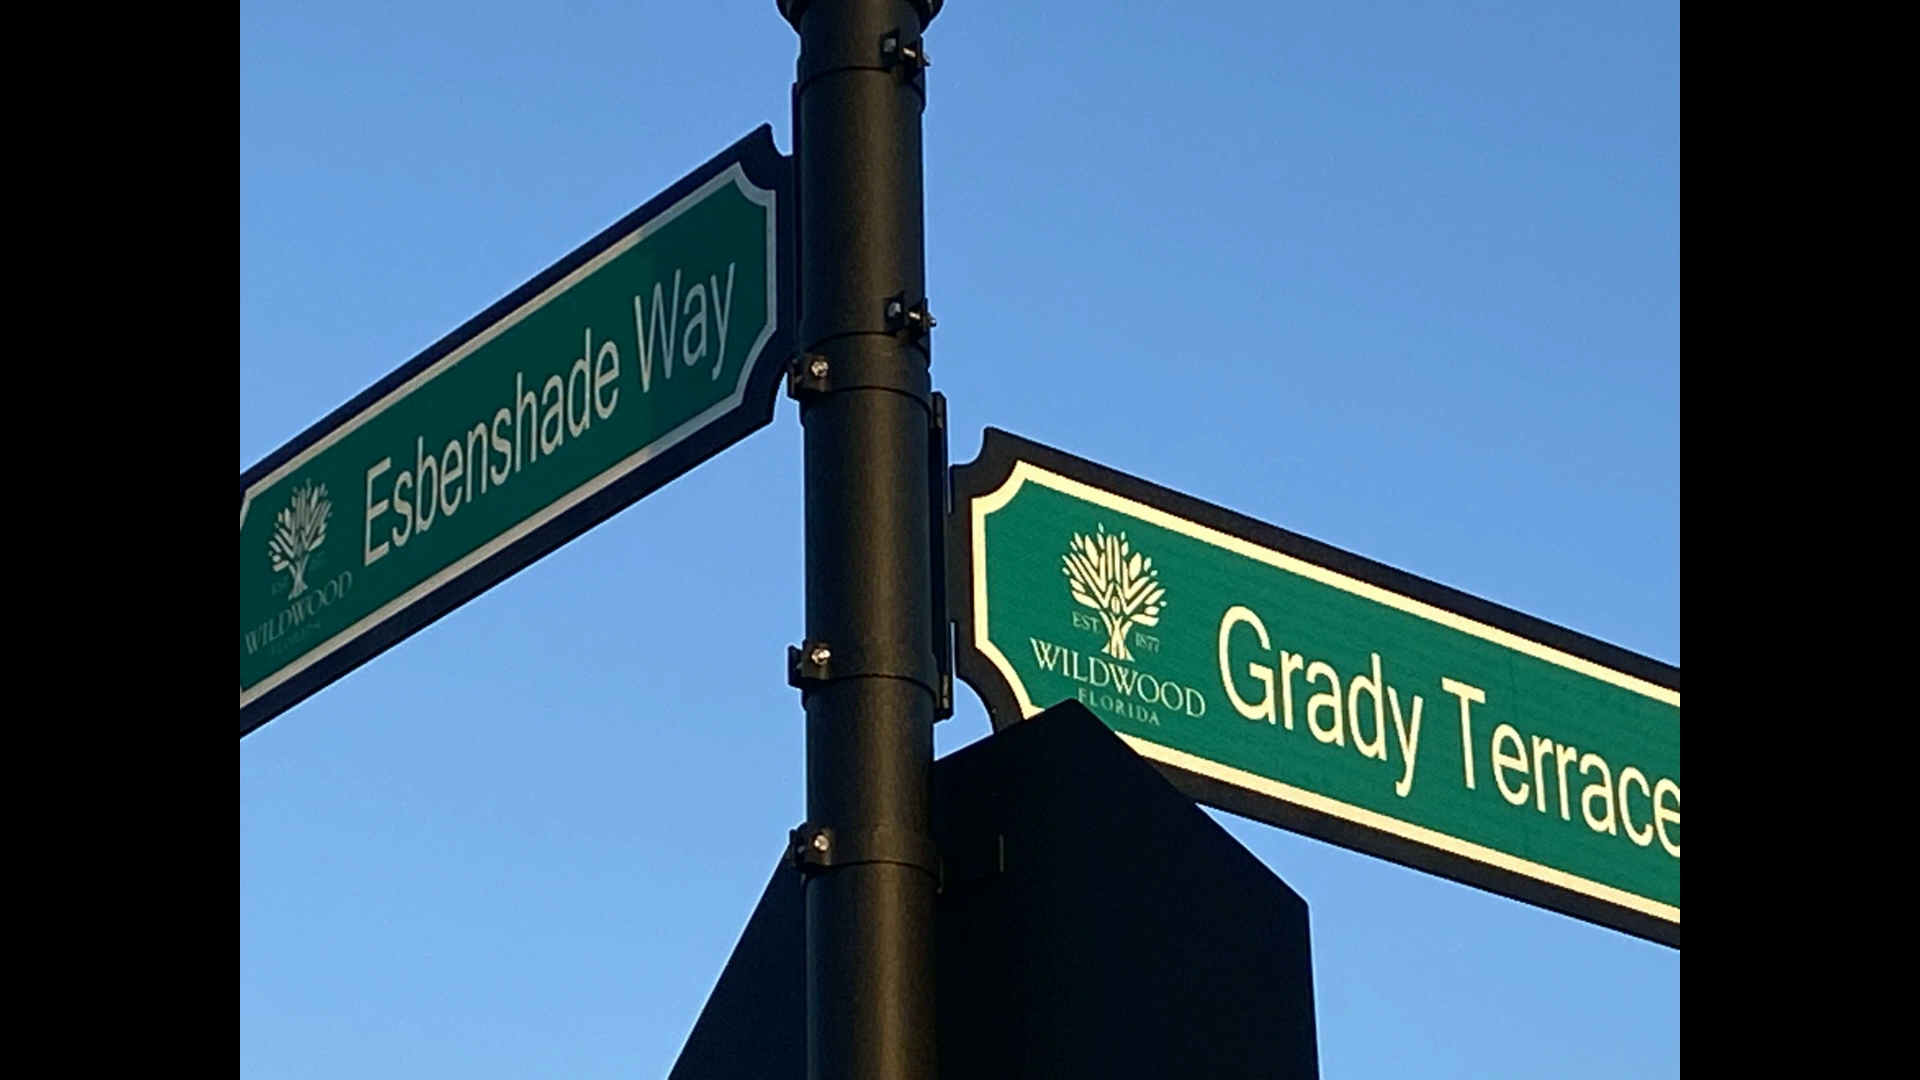 Esbenshade Way
WILDWOOD
EST. 1877
WILDWOOD
FLORIDA
Grady Terrace